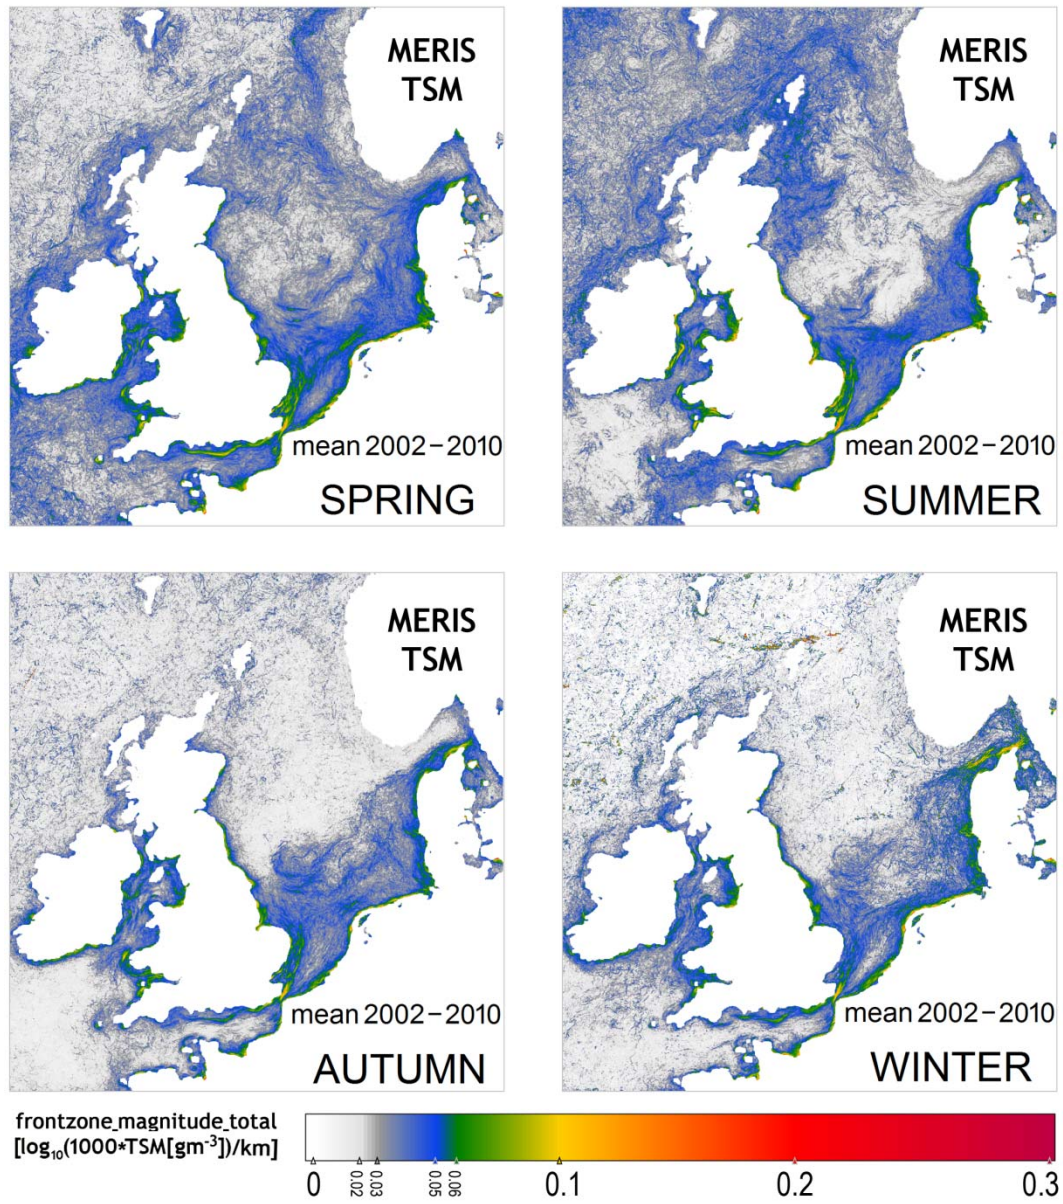 MERIS
TSM
mean 2002–2010
SPRING
MERIS
TSM
mean 2002–2010
SUMMER
MERIS
TSM
mean 2002–2010
AUTUMN
MERIS
TSM
mean 2002–2010
WINTER
frontzone_magnitude_total
[log₁₀(1000*TSM[gm⁻³])/km]
0 0.02 0.03 0.05 0.06 0.1 0.2 0.3